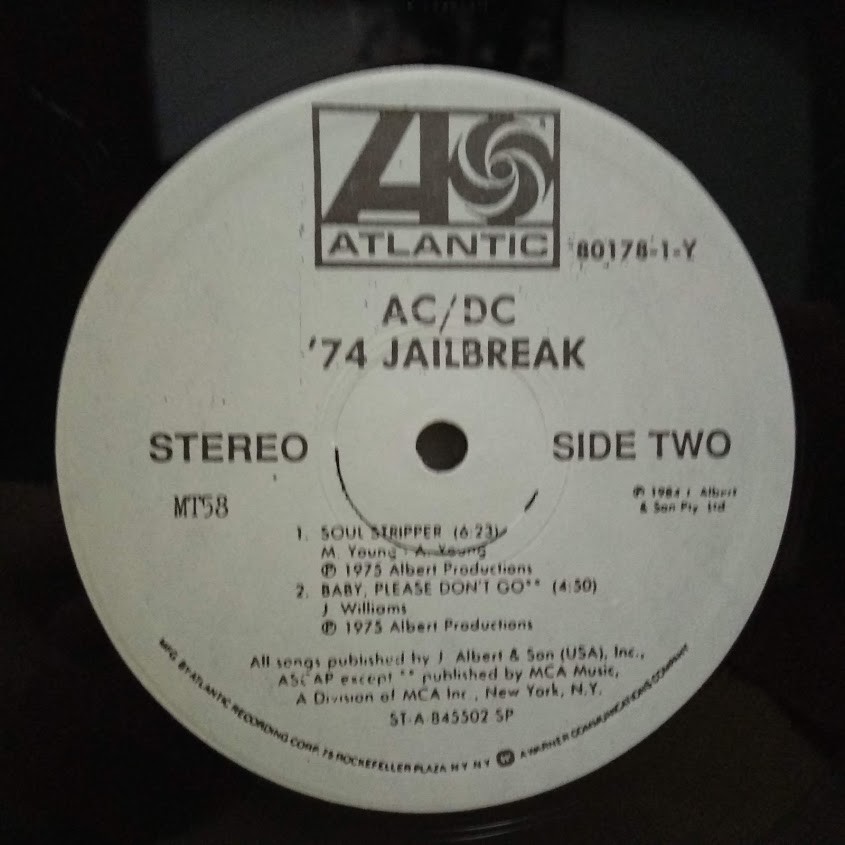 ATLANTIC
80178-1-Y
AC/DC
'74 JAILBREAK
STEREO
SIDE TWO
MT58
℗ 1984 J. Albert
& Son Pty. Ltd
1. SOUL STRIPPER (6:23)
M. Young - A. Young
℗ 1975 Albert Productions
2. BABY, PLEASE DON'T GO** (4:50)
J. Williams
℗ 1975 Albert Productions
All songs published by J. Albert & Son (USA), Inc.,
ASCAP except ** published by MCA Music,
A Division of MCA Inc., New York, N.Y.
ST-A-845502 SP
MFG. BY ATLANTIC RECORDING CORP. 75 ROCKEFELLER PLAZA N.Y. N.Y. W A WARNER COMMUNICATIONS COMPANY